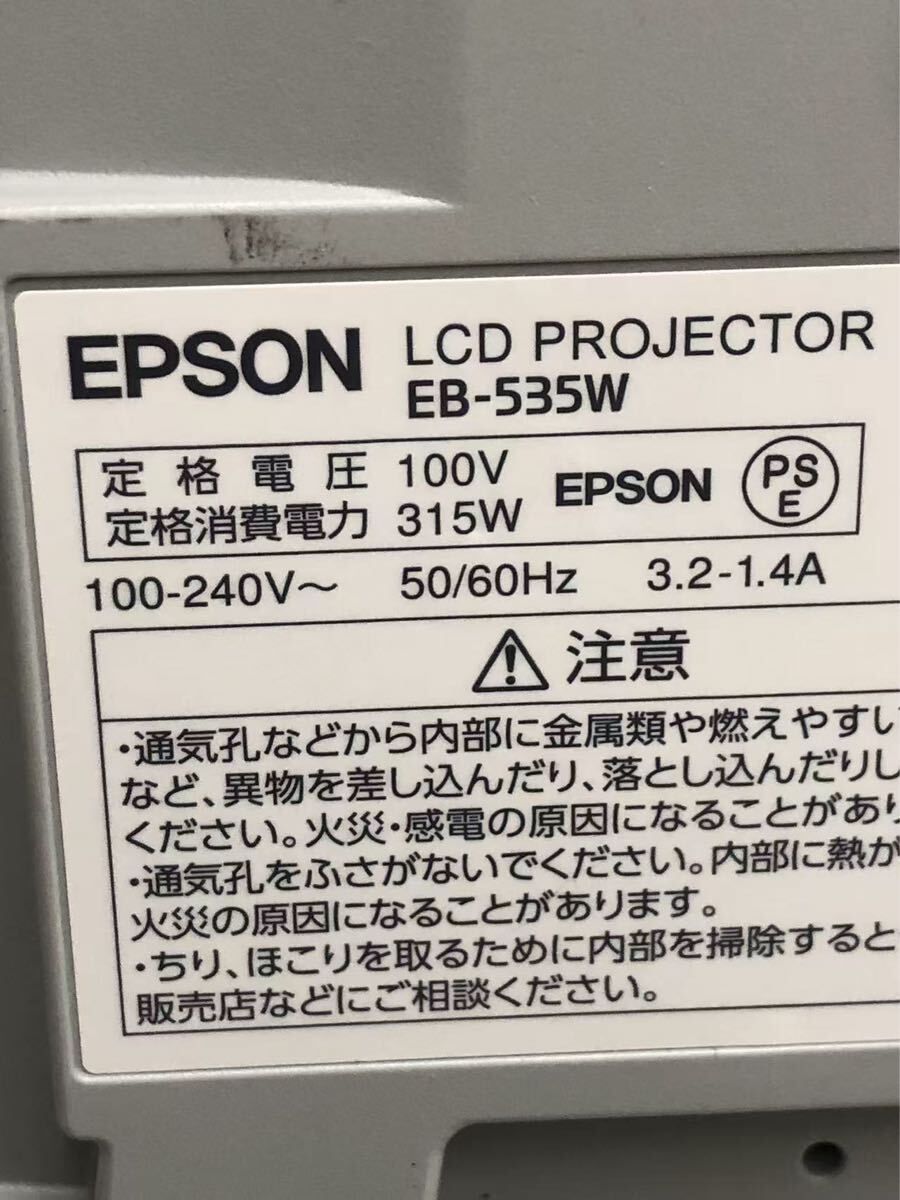 EPSON LCD PROJECTOR
EB-535W
定格電圧 100V EPSON PS E
定格消費電力 315W
100-240V～ 50/60Hz 3.2-1.4A
注意
・通気孔などから内部に金属類や燃えやすい
など、異物を差し込んだり、落とし込んだりし
ください。火災・感電の原因になることがあり
・通気孔をふさがないでください。内部に熱が
火災の原因になることがあります。
・ちり、ほこりを取るために内部を掃除すると
販売店などにご相談ください。